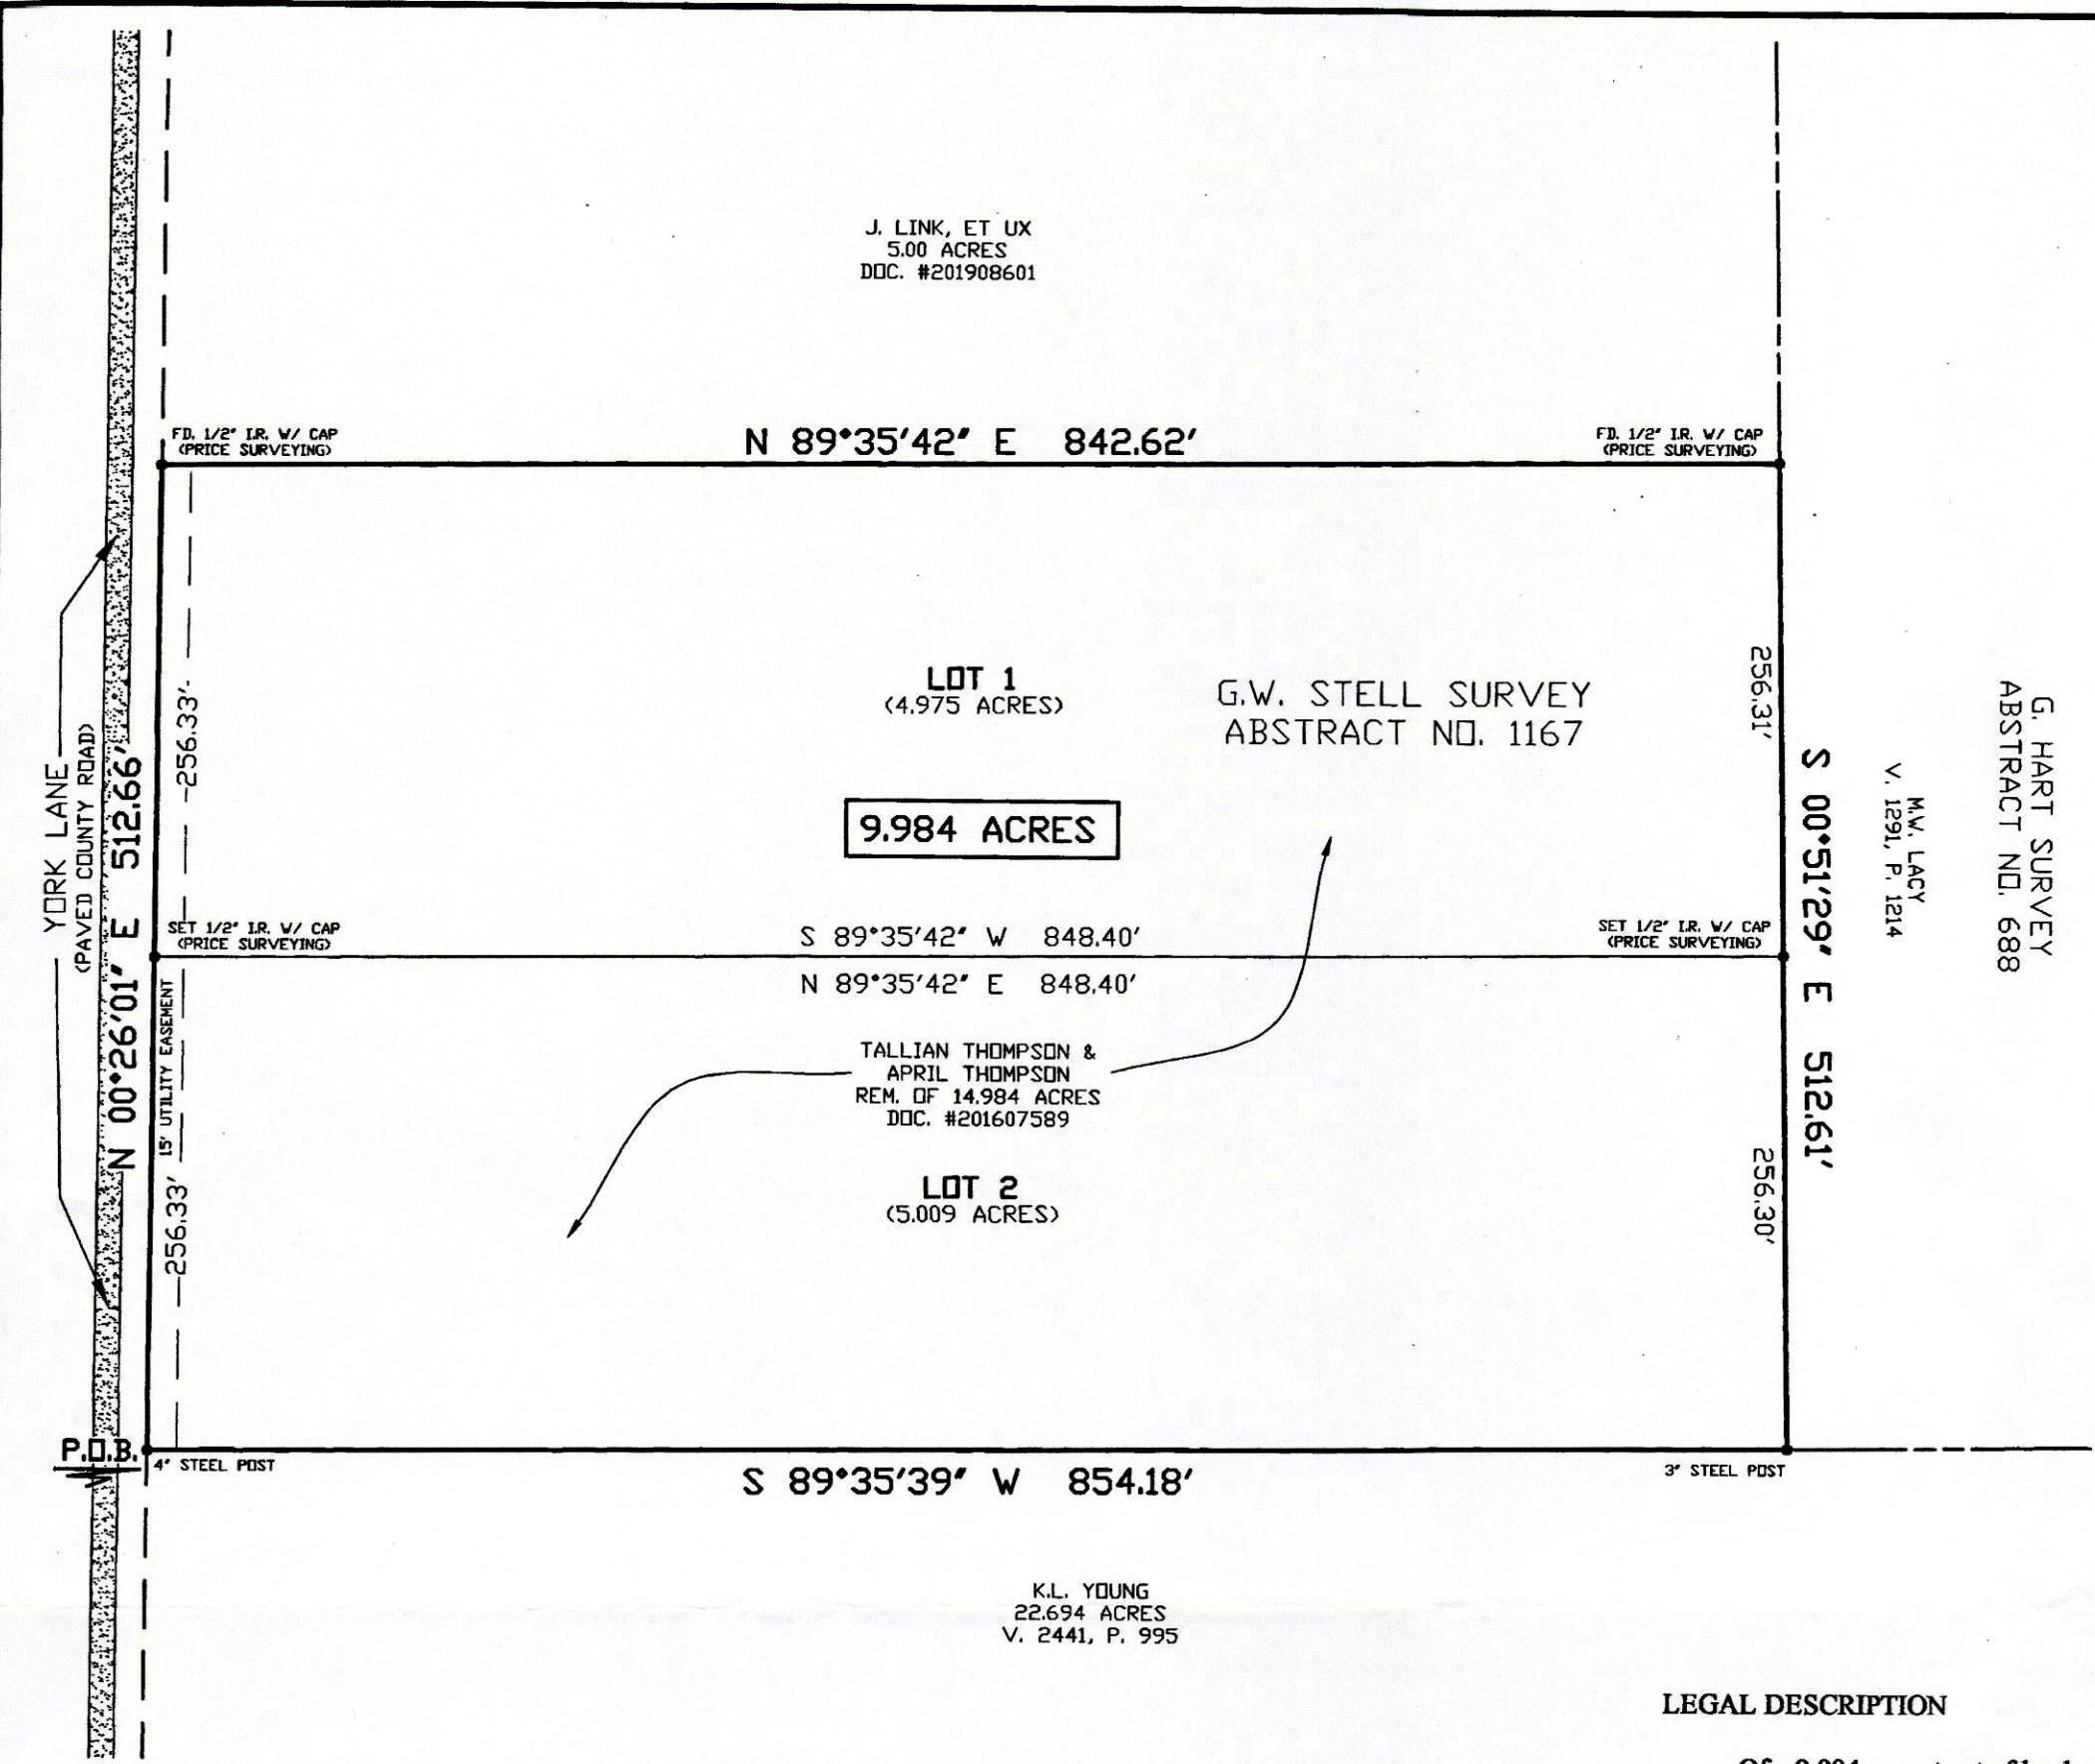 J. LINK, ET UX
5.00 ACRES
DOC. #201908601
FD. 1/2" I.R. W/ CAP
(PRICE SURVEYING)
N 89°35'42" E 842.62'
FD. 1/2" I.R. W/ CAP
(PRICE SURVEYING)
LOT 1
(4.975 ACRES)
G.W. STELL SURVEY
ABSTRACT NO. 1167
256.33'
256.31'
9.984 ACRES
YORK LANE
(PAVED COUNTY ROAD)
N 00°26'01" E 512.66'
S 00°51'29" E 512.61'
M.W. LACY
V. 1291, P. 1214
G. HART SURVEY
ABSTRACT NO. 688
SET 1/2" I.R. W/ CAP
(PRICE SURVEYING)
S 89°35'42" W 848.40'
SET 1/2" I.R. W/ CAP
(PRICE SURVEYING)
N 89°35'42" E 848.40'
15' UTILITY EASEMENT
TALLIAN THOMPSON &
APRIL THOMPSON
REM. OF 14.984 ACRES
DOC. #201607589
LOT 2
(5.009 ACRES)
256.33'
256.30'
P.O.B.
4" STEEL POST
S 89°35'39" W 854.18'
3" STEEL POST
K.L. YOUNG
22.694 ACRES
V. 2441, P. 995
LEGAL DESCRIPTION